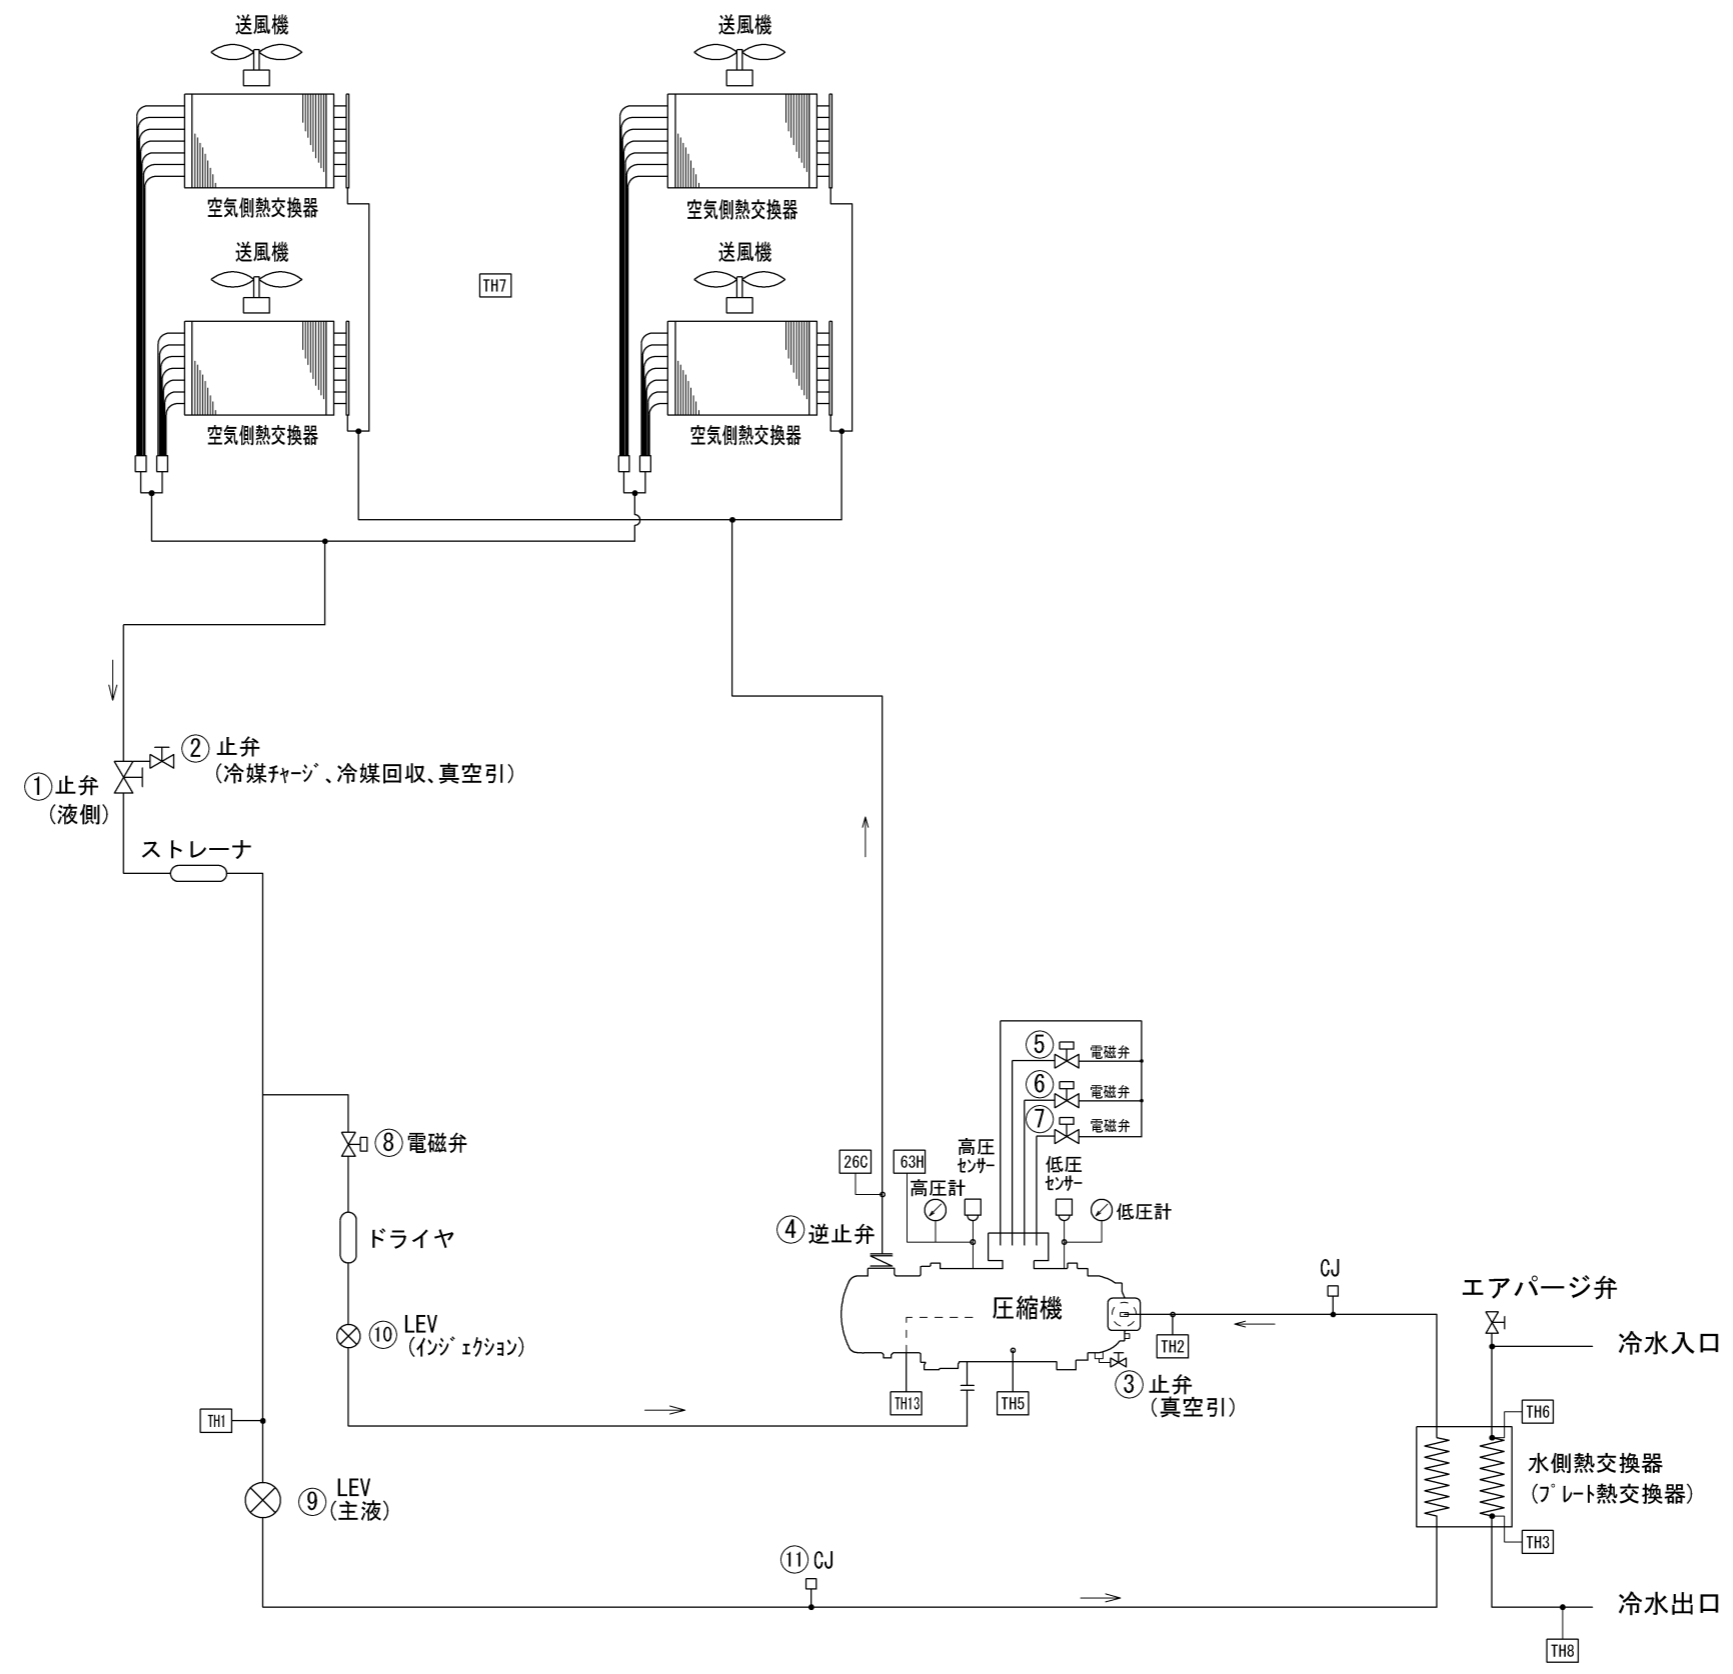 送風機
送風機
空気側熱交換器
空気側熱交換器
送風機
送風機
TH7
空気側熱交換器
空気側熱交換器
② 止弁
(冷媒ﾁｬｰｼﾞ、冷媒回収、真空引)
① 止弁
(液側)
ストレーナ
⑤ 電磁弁
⑥ 電磁弁
⑦ 電磁弁
⑧ 電磁弁
26C
63H
高圧
ｾﾝｻｰ
低圧
ｾﾝｻｰ
高圧計
低圧計
④ 逆止弁
ドライヤ
CJ
エアパージ弁
圧縮機
冷水入口
⑩ LEV
(ｲﾝｼﾞｪｸｼｮﾝ)
TH2
③ 止弁
(真空引)
TH13
TH5
TH1
TH6
水側熱交換器
(ﾌﾟﾚｰﾄ熱交換器)
⑨ LEV
(主液)
TH3
⑪ CJ
冷水出口
TH8